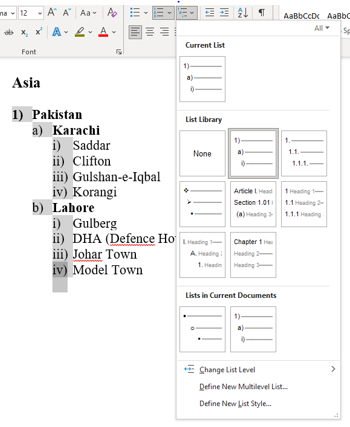 12
Aa
AaBbCcDc
AaBbC
ab x₂ x²
A
A
Font
All
Current List
1)
a)
i)
List Library
None
1)
a)
i)
1.
1.1.
1.1.1.
Article I. Head
Section 1.01
(a) Heading 3
1 Heading 1
1.1 Heading 2
1.1.1 Heading
I. Heading 1
A. Heading
1. Headin
Chapter 1 Hea
Heading 2
Heading 3
Lists in Current Documents
1)
a)
i)
Change List Level
Define New Multilevel List...
Define New List Style...
Asia
1) Pakistan
a) Karachi
i) Saddar
ii) Clifton
iii) Gulshan-e-Iqbal
iv) Korangi
b) Lahore
i) Gulberg
ii) DHA (Defence Ho
iii) Johar Town
iv) Model Town